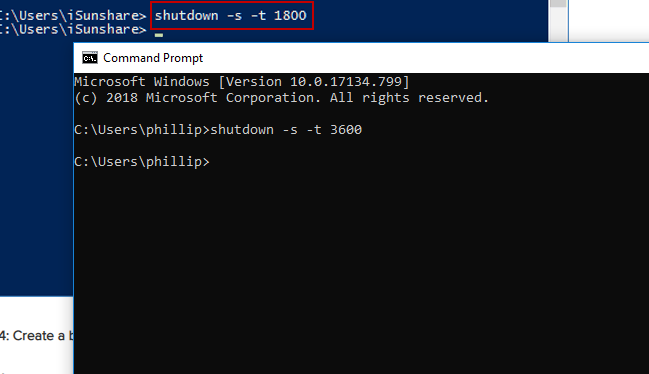 C:\Users\iSunshare> shutdown -s -t 1800
C:\Users\iSunshare>
Command Prompt
Microsoft Windows [Version 10.0.17134.799]
(c) 2018 Microsoft Corporation. All rights reserved.
C:\Users\phillip>shutdown -s -t 3600
C:\Users\phillip>
4: Create a b